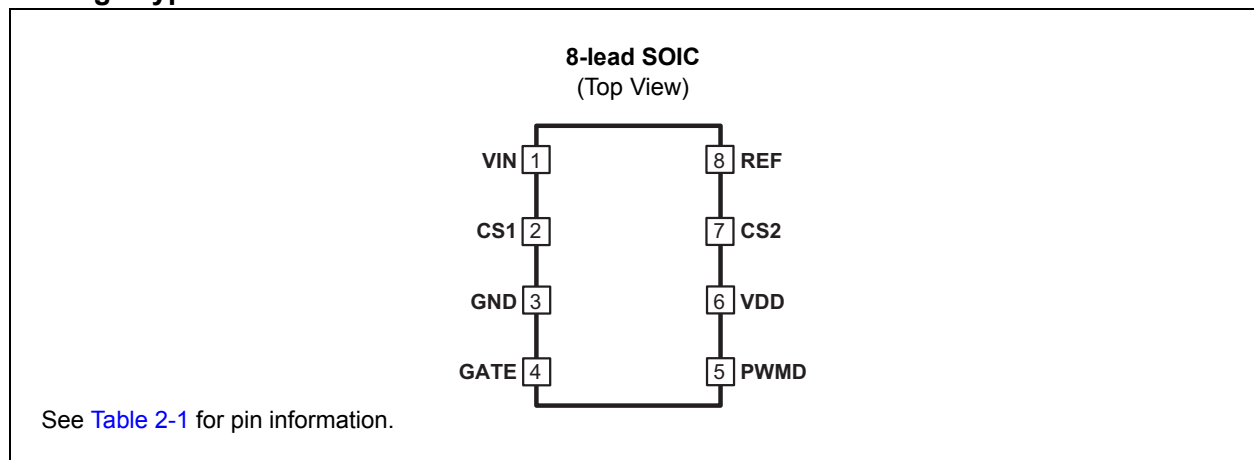 8-lead SOIC
(Top View)
VIN 1 8 REF
CS1 2 7 CS2
GND 3 6 VDD
GATE 4 5 PWMD
See Table 2-1 for pin information.